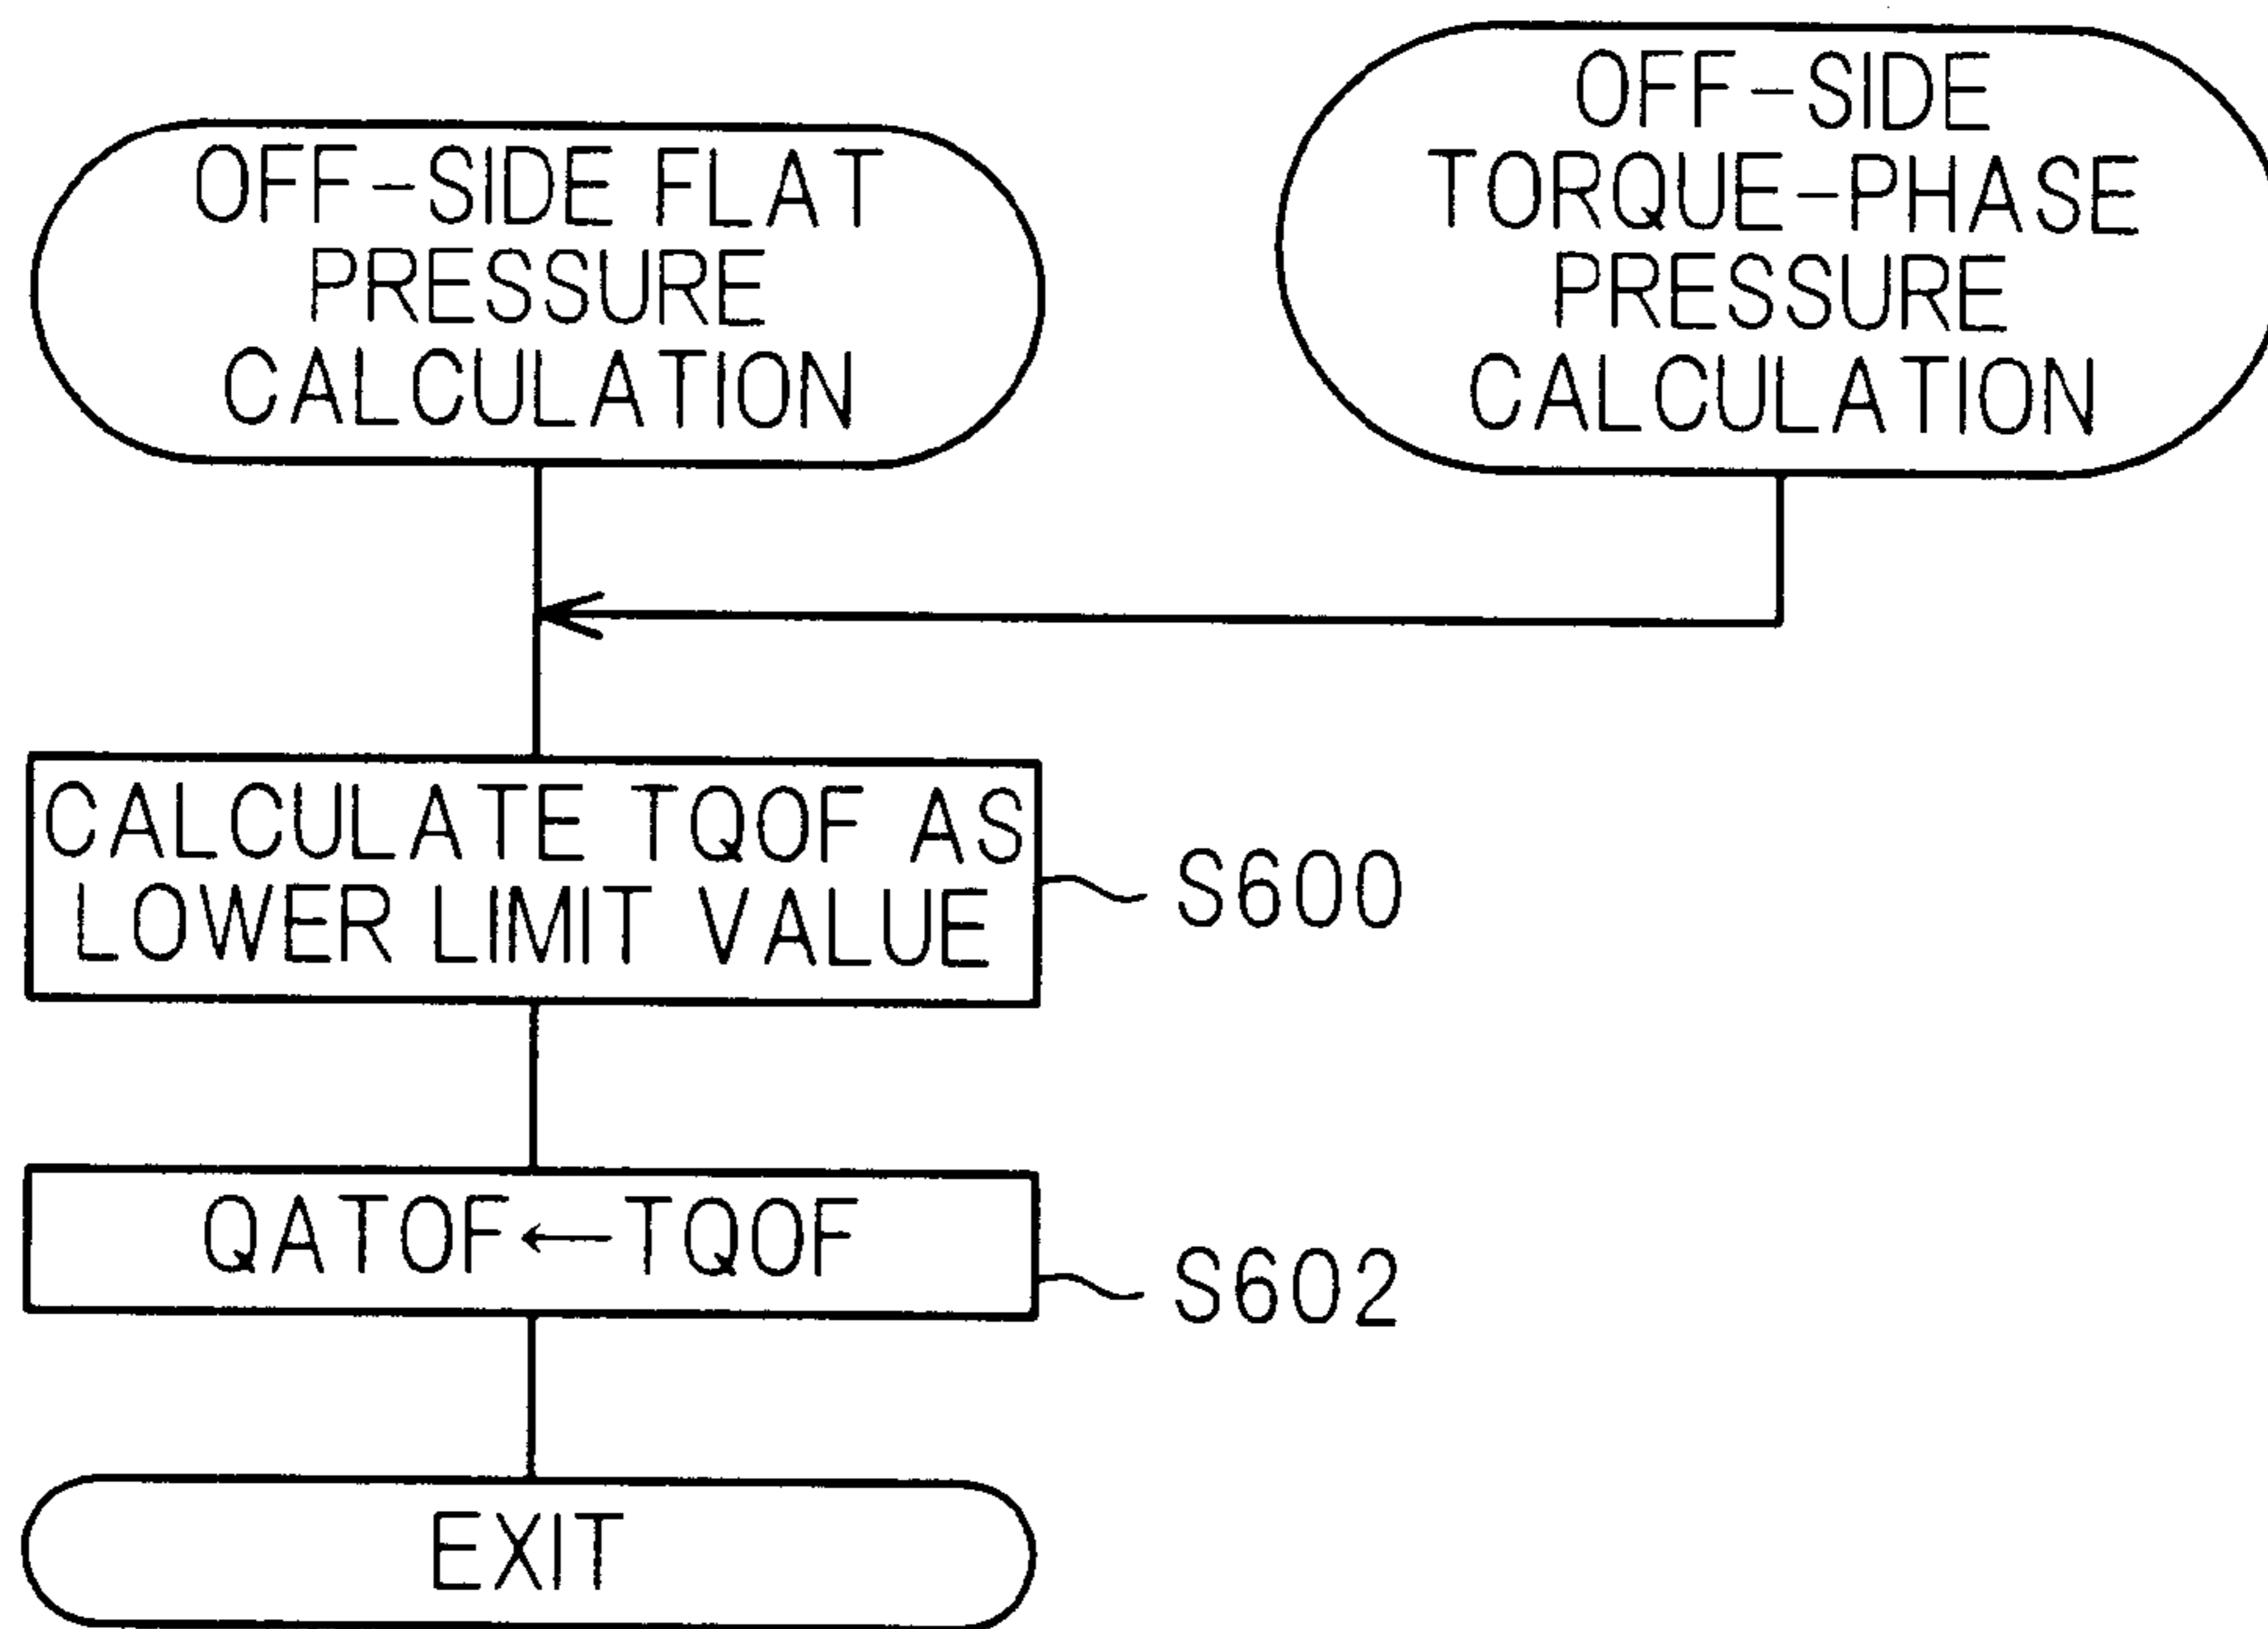 OFF-SIDE FLAT
PRESSURE
CALCULATION
OFF-SIDE
TORQUE-PHASE
PRESSURE
CALCULATION
CALCULATE TQOF AS
LOWER LIMIT VALUE
S600
QATOF←TQOF
S602
EXIT